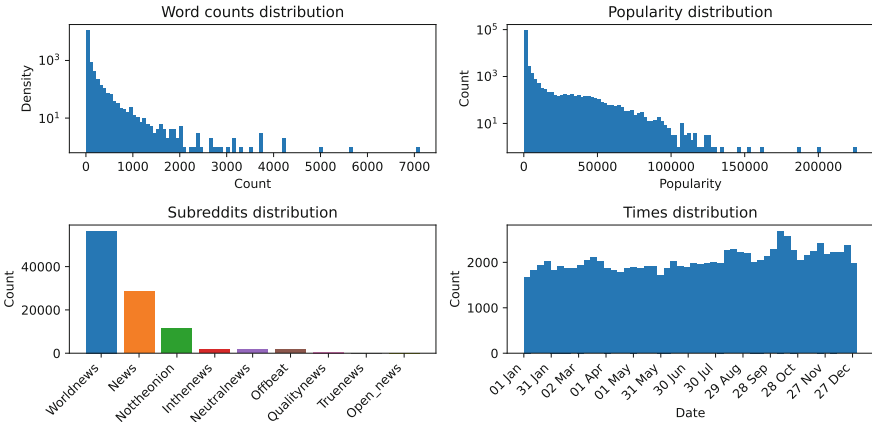 Word counts distribution
Density
10^3
10^1
0 1000 2000 3000 4000 5000 6000 7000
Count
Popularity distribution
Count
10^5
10^3
10^1
0 50000 100000 150000 200000
Popularity
Subreddits distribution
Count
40000
20000
0
Worldnews
News
Nottheonion
Inthenews
Neutralnews
Offbeat
Qualitynews
Truenews
Open_news
Times distribution
Count
2000
1000
0
01 Jan
31 Jan
02 Mar
01 Apr
01 May
31 May
30 Jun
30 Jul
29 Aug
28 Sep
28 Oct
27 Nov
27 Dec
Date